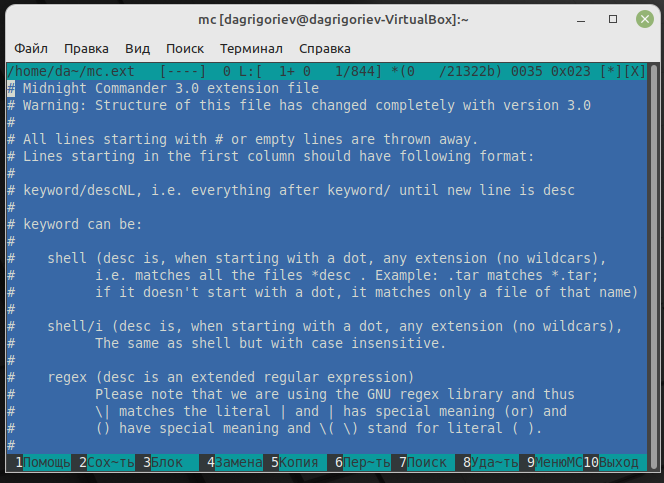 mc [dagrigoriev@dagrigoriev-VirtualBox]:~
Файл Правка Вид Поиск Терминал Справка
/home/da~/mc.ext   [----]  0 L:[  1+ 0   1/844] *(0   /21322b) 0035 0x023 [*][X]
# Midnight Commander 3.0 extension file
# Warning: Structure of this file has changed completely with version 3.0
#
# All lines starting with # or empty lines are thrown away.
# Lines starting in the first column should have following format:
#
# keyword/descNL, i.e. everything after keyword/ until new line is desc
#
# keyword can be:
#
#    shell (desc is, when starting with a dot, any extension (no wildcars),
#          i.e. matches all the files *desc . Example: .tar matches *.tar;
#          if it doesn't start with a dot, it matches only a file of that name)
#
#    shell/i (desc is, when starting with a dot, any extension (no wildcars),
#          The same as shell but with case insensitive.
#
#    regex (desc is an extended regular expression)
#          Please note that we are using the GNU regex library and thus
#          \| matches the literal | and | has special meaning (or) and
#          () have special meaning and \( \) stand for literal ( ).
#
1Помощь 2Сох~ть 3Блок 4Замена 5Копия 6Пер~ть 7Поиск 8Уда~ть 9МенюMC 10Выход